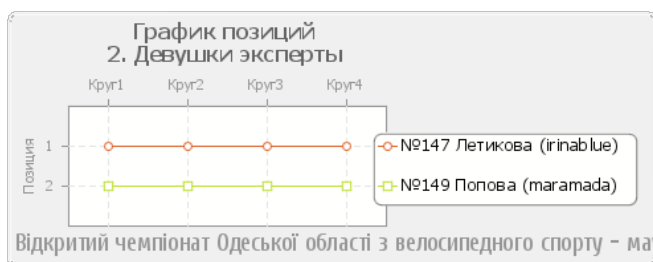 График позиций
2. Девушки эксперты
Круг1 Круг2 Круг3 Круг4
Позиция
1
2
№147 Летикова (irinablue)
№149 Попова (maramada)
Відкритий чемпіонат Одеської області з велосипедного спорту - ма